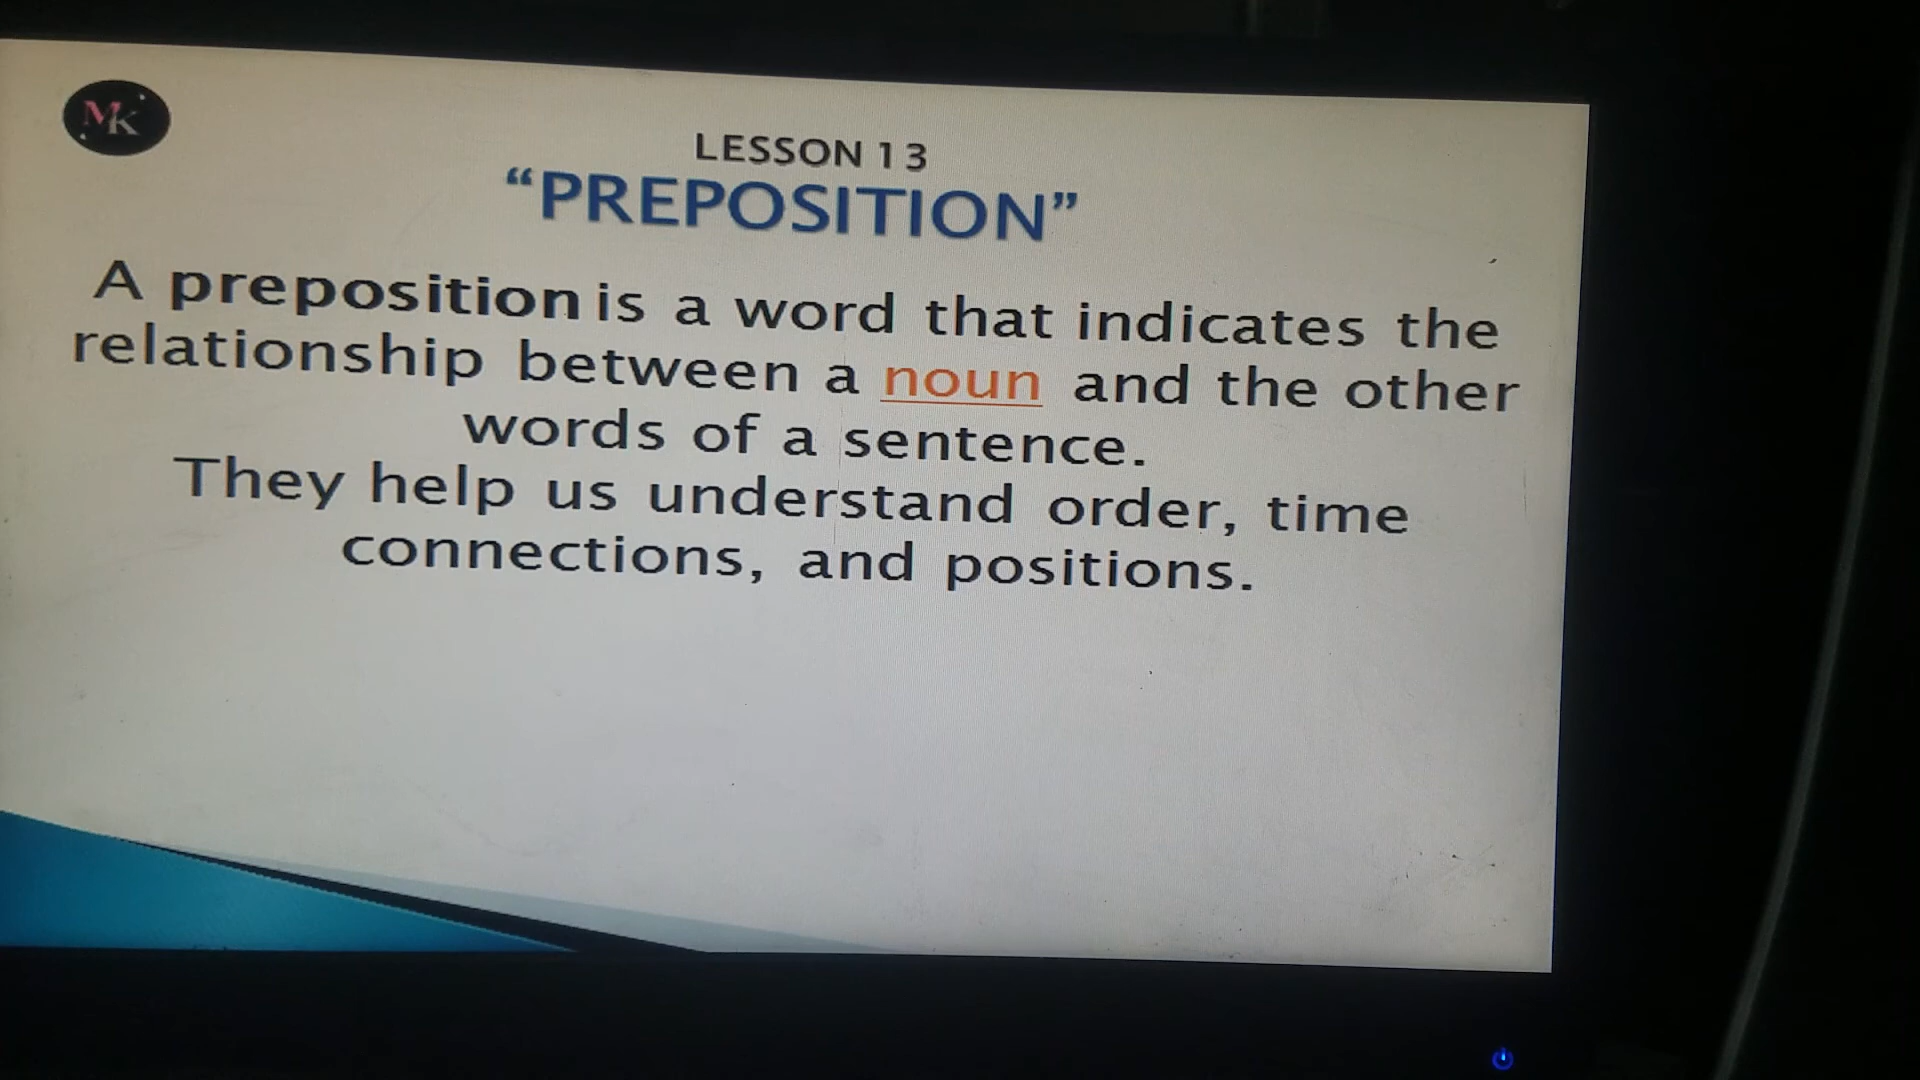 MK
LESSON 13
“PREPOSITION”
A preposition is a word that indicates the
relationship between a noun and the other
words of a sentence.
They help us understand order, time
connections, and positions.